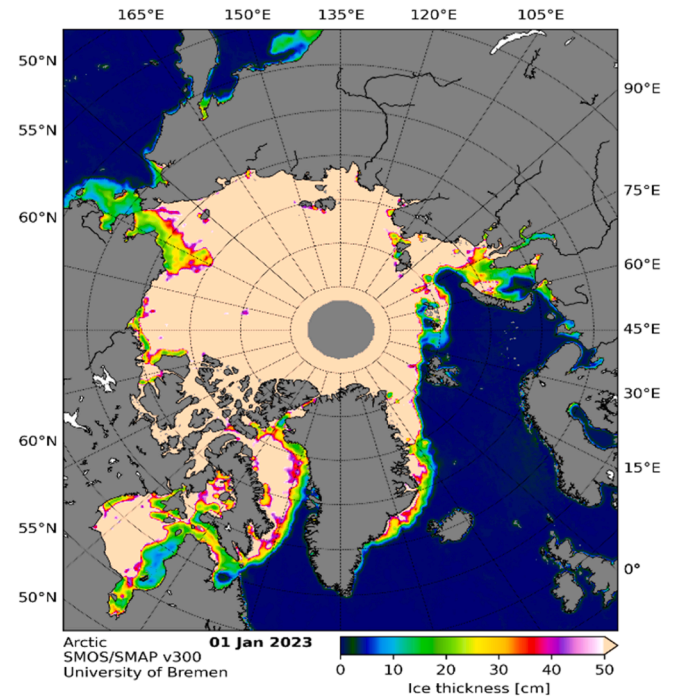 165°E 150°E 135°E 120°E 105°E
50°N
90°E
55°N
75°E
60°N
60°E
45°E
30°E
60°N
15°E
55°N
0°
50°N
Arctic 01 Jan 2023
SMOS/SMAP v300
University of Bremen
0 10 20 30 40 50
Ice thickness [cm]